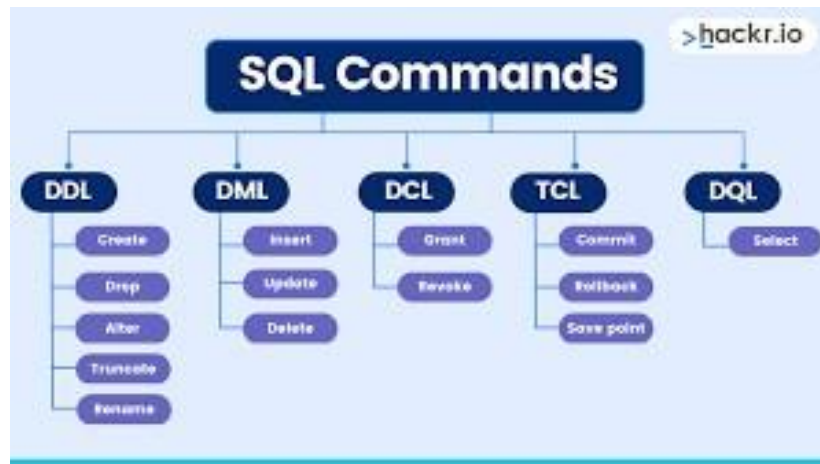 >hackr.io
SQL Commands
DDL
Create
Drop
Alter
Truncate
Rename
DML
Insert
Update
Delete
DCL
Grant
Revoke
TCL
Commit
Rollback
Save point
DQL
Select